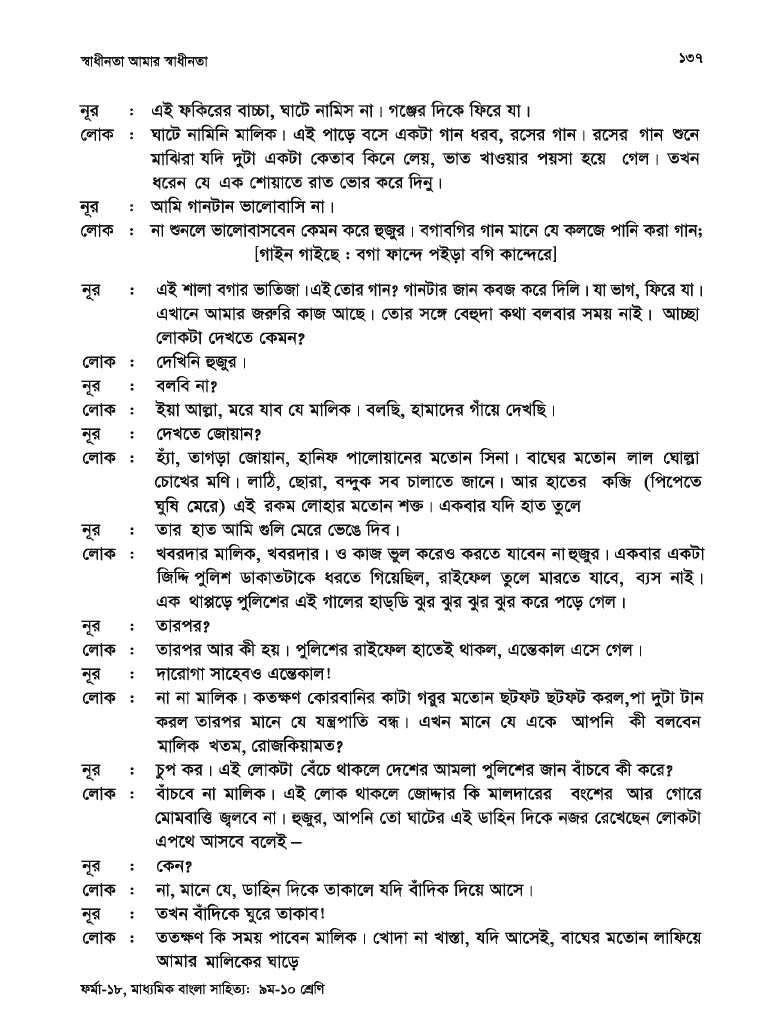 স্বাধীনতা আমার স্বাধীনতা ১৩৭
নূর : এই ফকিরের বাচ্চা, ঘাটে নামিস না। গঞ্জের দিকে ফিরে যা।
লোক : ঘাটে নামিনি মালিক। এই পাড়ে বসে একটা গান ধরব, রসের গান। রসের গান শুনে
মাঝিরা যদি দুটা একটা কেতাব কিনে লেয়, ভাত খাওয়ার পয়সা হয়ে গেল। তখন
ধরেন যে এক শোয়াতে রাত ভোর করে দিনু।
নূর : আমি গানটান ভালোবাসি না।
লোক : না শুনলে ভালোবাসবেন কেমন করে হুজুর। বগাবগির গান মানে যে কলজে পানি করা গান;
[গাইন গাইছে : বগা ফান্দে পইড়া বগি কান্দেরে]
নূর : এই শালা বগার ভাতিজা।এই তোর গান? গানটার জান কবজ করে দিলি। যা ভাগ, ফিরে যা।
এখানে আমার জরুরি কাজ আছে। তোর সঙ্গে বেহুদা কথা বলবার সময় নাই। আচ্ছা
লোকটা দেখতে কেমন?
লোক : দেখিনি হুজুর।
নূর : বলবি না?
লোক : ইয়া আল্লা, মরে যাব যে মালিক। বলছি, হামাদের গাঁয়ে দেখছি।
নূর : দেখতে জোয়ান?
লোক : হ্যাঁ, তাগড়া জোয়ান, হানিফ পালোয়ানের মতোন সিনা। বাঘের মতোন লাল ঘোল্লা
চোখের মণি। লাঠি, ছোরা, বন্দুক সব চালাতে জানে। আর হাতের কব্জি (পিপেতে
ঘুষি মেরে) এই রকম লোহার মতোন শক্ত। একবার যদি হাত তুলে
নূর : তার হাত আমি গুলি মেরে ভেঙে দিব।
লোক : খবরদার মালিক, খবরদার। ও কাজ ভুল করেও করতে যাবেন না হুজুর। একবার একটা
জিদ্দি পুলিশ ডাকাতটাকে ধরতে গিয়েছিল, রাইফেল তুলে মারতে যাবে, ব্যস নাই।
এক থাপ্পড়ে পুলিশের এই গালের হাড্ডি ঝুর ঝুর ঝুর ঝুর করে পড়ে গেল।
নূর : তারপর?
লোক : তারপর আর কী হয়। পুলিশের রাইফেল হাতেই থাকল, এন্তেকাল এসে গেল।
নূর : দারোগা সাহেবও এন্তেকাল!
লোক : না না মালিক। কতক্ষণ কোরবানির কাটা গরুর মতোন ছটফট ছটফট করল,পা দুটা টান
করল তারপর মানে যে যন্ত্রপাতি বন্ধ। এখন মানে যে একে আপনি কী বলবেন
মালিক খতম, রোজকিয়ামত?
নূর : চুপ কর। এই লোকটা বেঁচে থাকলে দেশের আমলা পুলিশের জান বাঁচবে কী করে?
লোক : বাঁচবে না মালিক। এই লোক থাকলে জোদ্দার কি মালদারের বংশের আর গোরে
মোমবাত্তি জ্বলবে না। হুজুর, আপনি তো ঘাটের এই ডাহিন দিকে নজর রেখেছেন লোকটা
এপথে আসবে বলেই –
নূর : কেন?
লোক : না, মানে যে, ডাহিন দিকে তাকালে যদি বাঁদিক দিয়ে আসে।
নূর : তখন বাঁদিকে ঘুরে তাকাব!
লোক : ততক্ষণ কি সময় পাবেন মালিক। খোদা না খাস্তা, যদি আসেই, বাঘের মতোন লাফিয়ে
আমার মালিকের ঘাড়ে
ফর্মা-১৮, মাধ্যমিক বাংলা সাহিত্য: ৯ম-১০ শ্রেণি